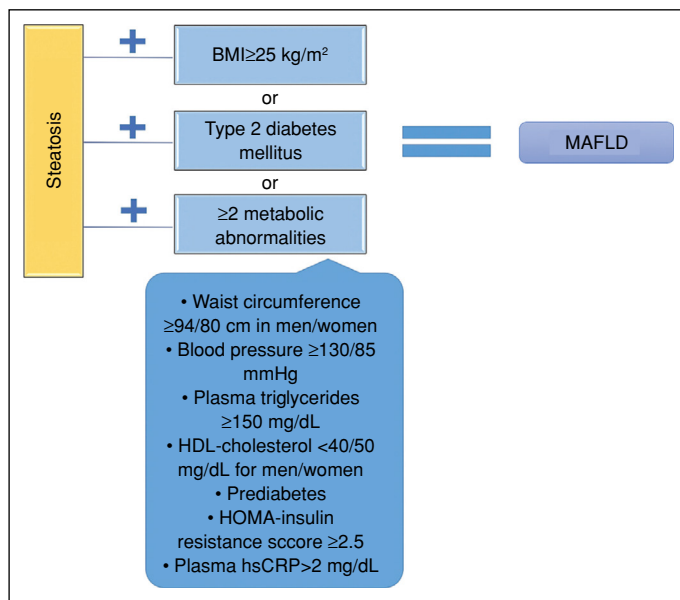 Steatosis
BMI≥25 kg/m²
or
Type 2 diabetes
mellitus
or
≥2 metabolic
abnormalities
MAFLD
• Waist circumference
≥94/80 cm in men/women
• Blood pressure ≥130/85
mmHg
• Plasma triglycerides
≥150 mg/dL
• HDL-cholesterol <40/50
mg/dL for men/women
• Prediabetes
• HOMA-insulin
resistance sccore ≥2.5
• Plasma hsCRP>2 mg/dL